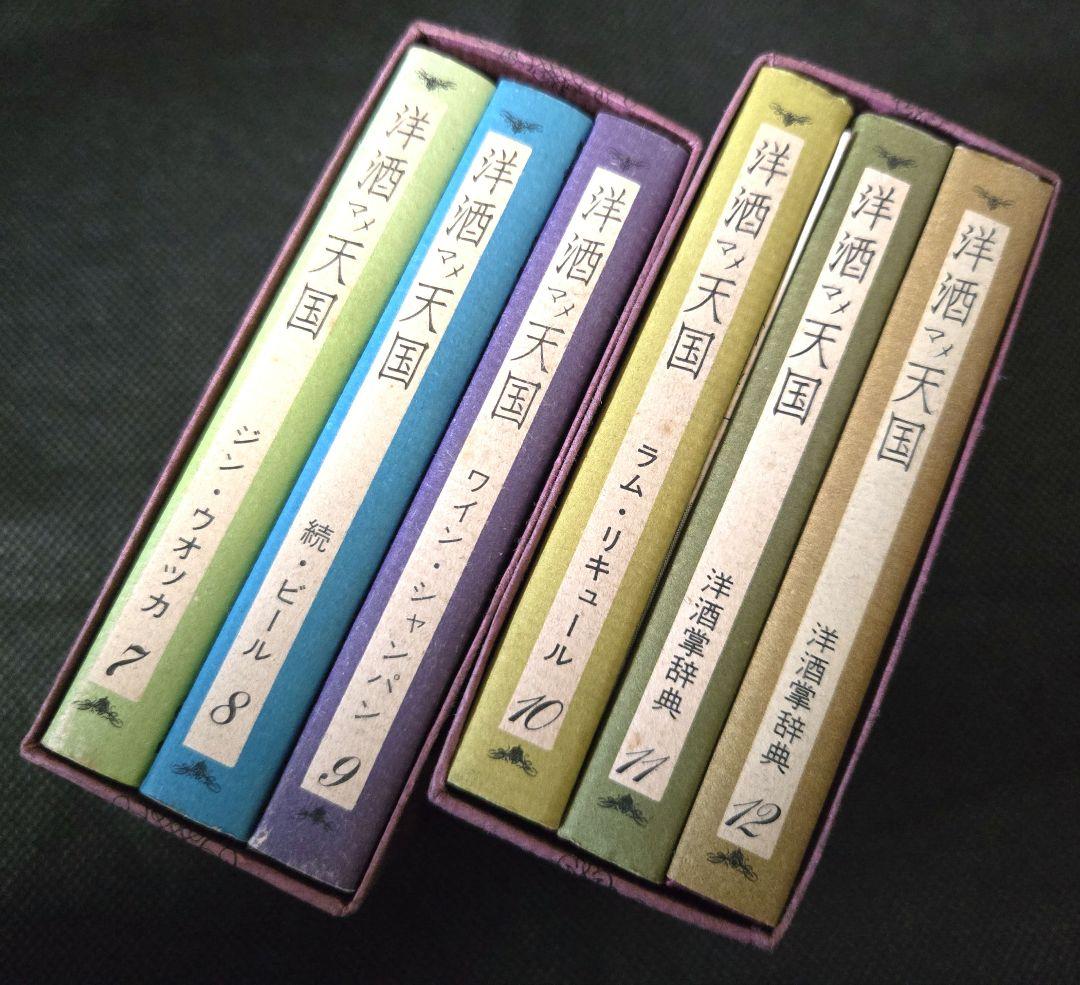 洋酒マメ天国
ジン・ウオツカ
7
洋酒マメ天国
続・ビール
8
洋酒マメ天国
ワイン・シャンパン
9
洋酒マメ天国
ラム・リキュール
10
洋酒マメ天国
洋酒掌辞典
11
洋酒マメ天国
洋酒掌辞典
12